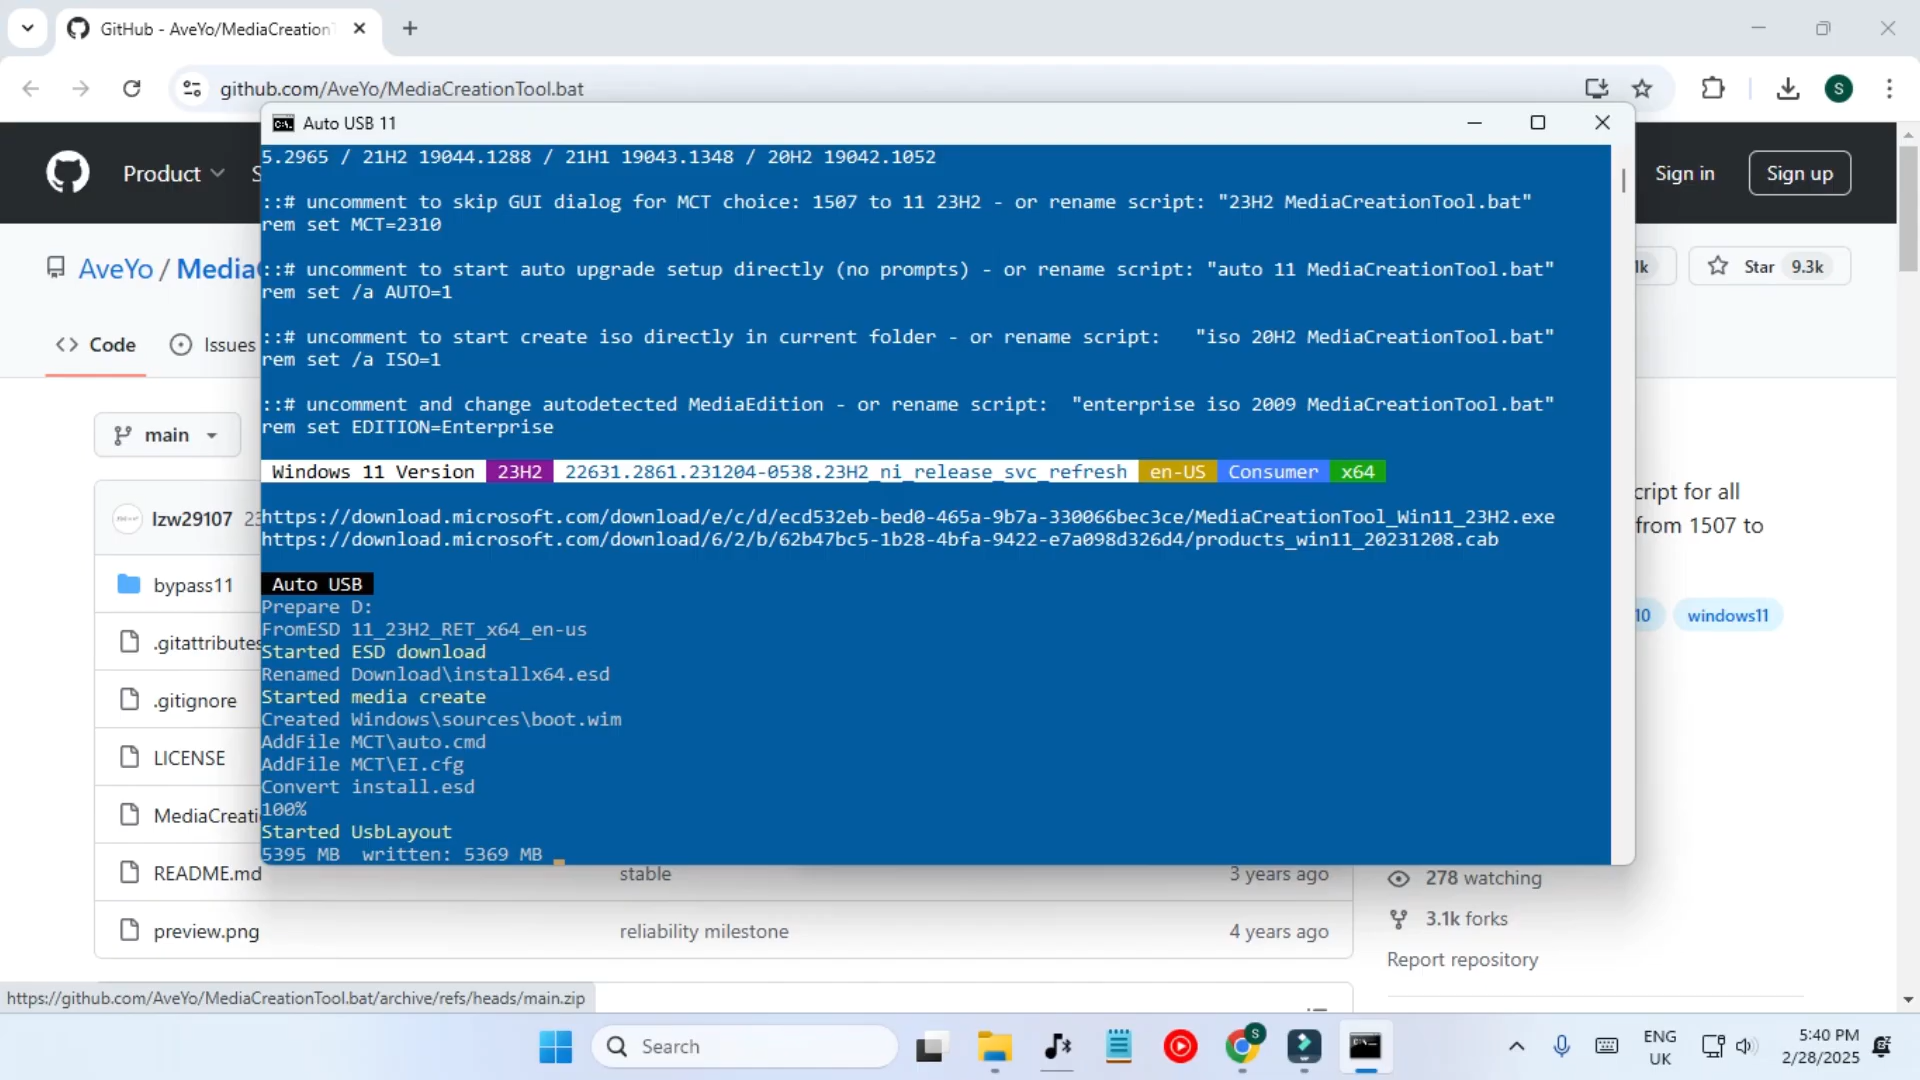 GitHub - AveYo/MediaCreation
github.com/AveYo/MediaCreationTool.bat
S
Product
Sign in
Sign up
AveYo / Media
lk
Star 9.3k
Code
Issues
main
lzw29107 23
bypass11
.gitattributes
.gitignore
LICENSE
MediaCreati
README.md
stable
3 years ago
preview.png
reliability milestone
4 years ago
cript for all
from 1507 to
10
windows11
278 watching
3.1k forks
Report repository
https://github.com/AveYo/MediaCreationTool.bat/archive/refs/heads/main.zip
Auto USB 11
5.2965 / 21H2 19044.1288 / 21H1 19043.1348 / 20H2 19042.1052
::# uncomment to skip GUI dialog for MCT choice: 1507 to 11 23H2 - or rename script: "23H2 MediaCreationTool.bat"
rem set MCT=2310
::# uncomment to start auto upgrade setup directly (no prompts) - or rename script: "auto 11 MediaCreationTool.bat"
rem set /a AUTO=1
::# uncomment to start create iso directly in current folder - or rename script: "iso 20H2 MediaCreationTool.bat"
rem set /a ISO=1
::# uncomment and change autodetected MediaEdition - or rename script: "enterprise iso 2009 MediaCreationTool.bat"
rem set EDITION=Enterprise
Windows 11 Version 23H2 22631.2861.231204-0538.23H2_ni_release_svc_refresh en-US Consumer x64
https://download.microsoft.com/download/e/c/d/ecd532eb-bed0-465a-9b7a-330066bec3ce/MediaCreationTool_Win11_23H2.exe
https://download.microsoft.com/download/6/2/b/62b47bc5-1b28-4bfa-9422-e7a098d326d4/products_win11_20231208.cab
Auto USB
Prepare D:
FromESD 11_23H2_RET_x64_en-us
Started ESD download
Renamed Download\installx64.esd
Started media create
Created Windows\sources\boot.wim
AddFile MCT\auto.cmd
AddFile MCT\EI.cfg
Convert install.esd
100%
Started UsbLayout
5395 MB written: 5369 MB
Search
S
ENG
UK
5:40 PM
2/28/2025